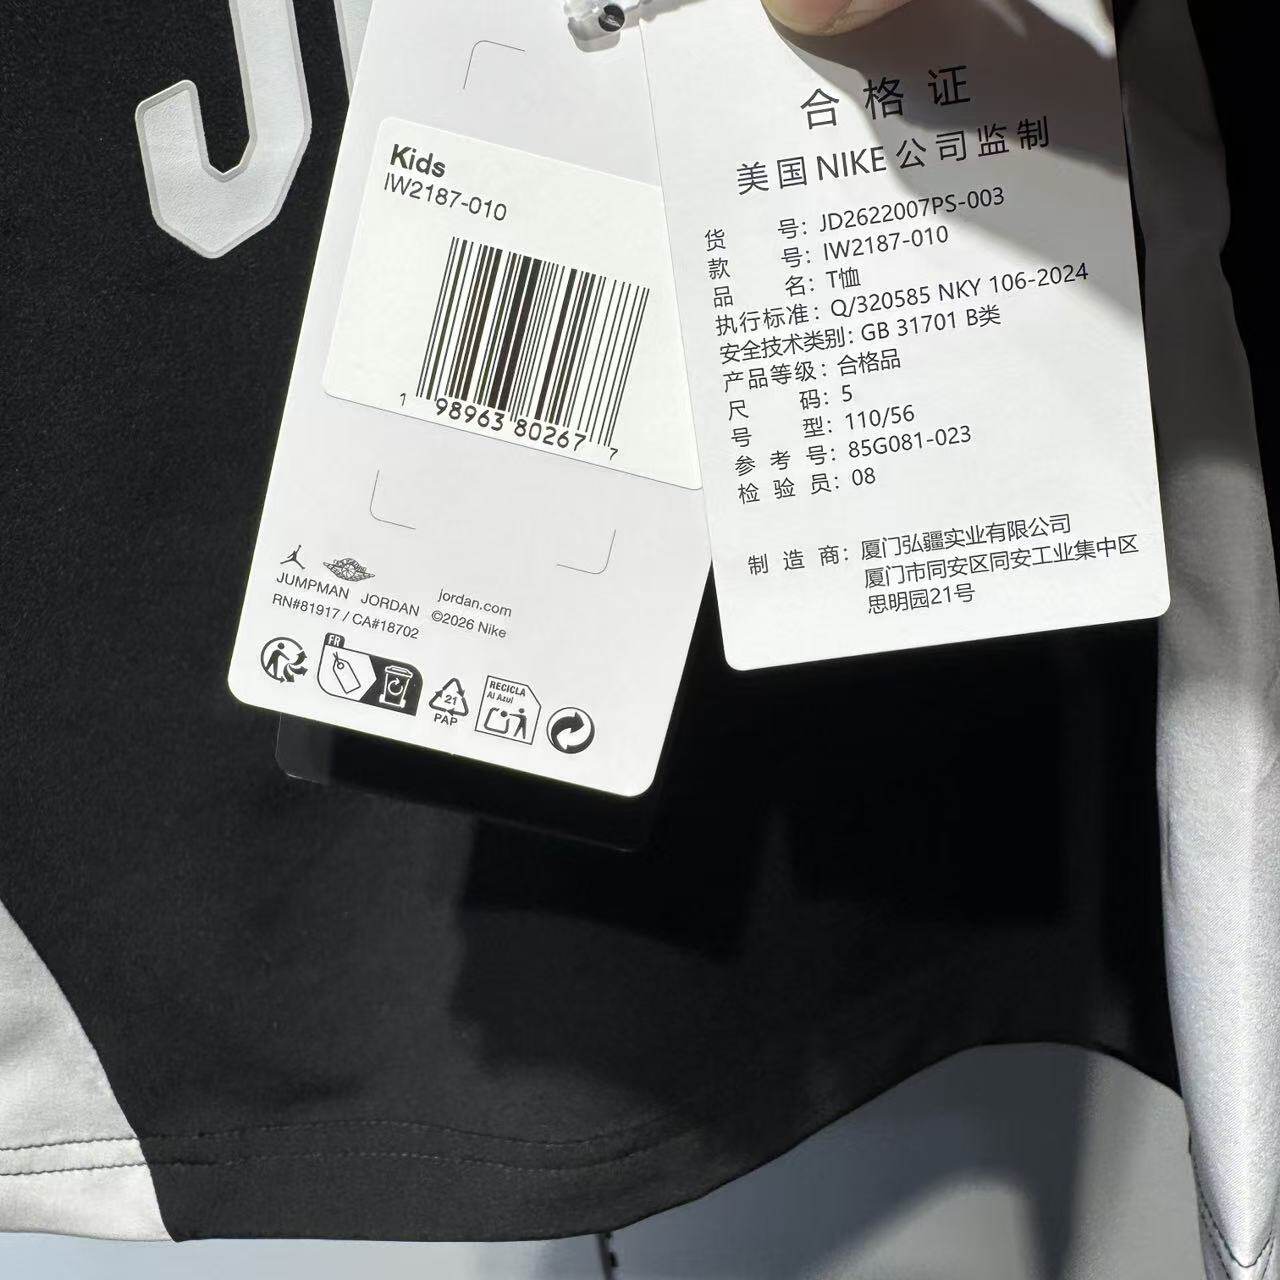 Kids
IW2187-010
1 98963 80267 7
JUMPMAN JORDAN jordan.com
RN#81917 / CA#18702 ©2026 Nike
FR
21
PAP
RECICLA
Al Azul
合格证
美国NIKE公司监制
货号：JD2622007PS-003
款号：IW2187-010
品名：T恤
执行标准：Q/320585 NKY 106-2024
安全技术类别：GB 31701 B类
产品等级：合格品
尺码：5
号型：110/56
参考号：85G081-023
检验员：08
制造商：厦门弘疆实业有限公司
厦门市同安区同安工业集中区
思明园21号